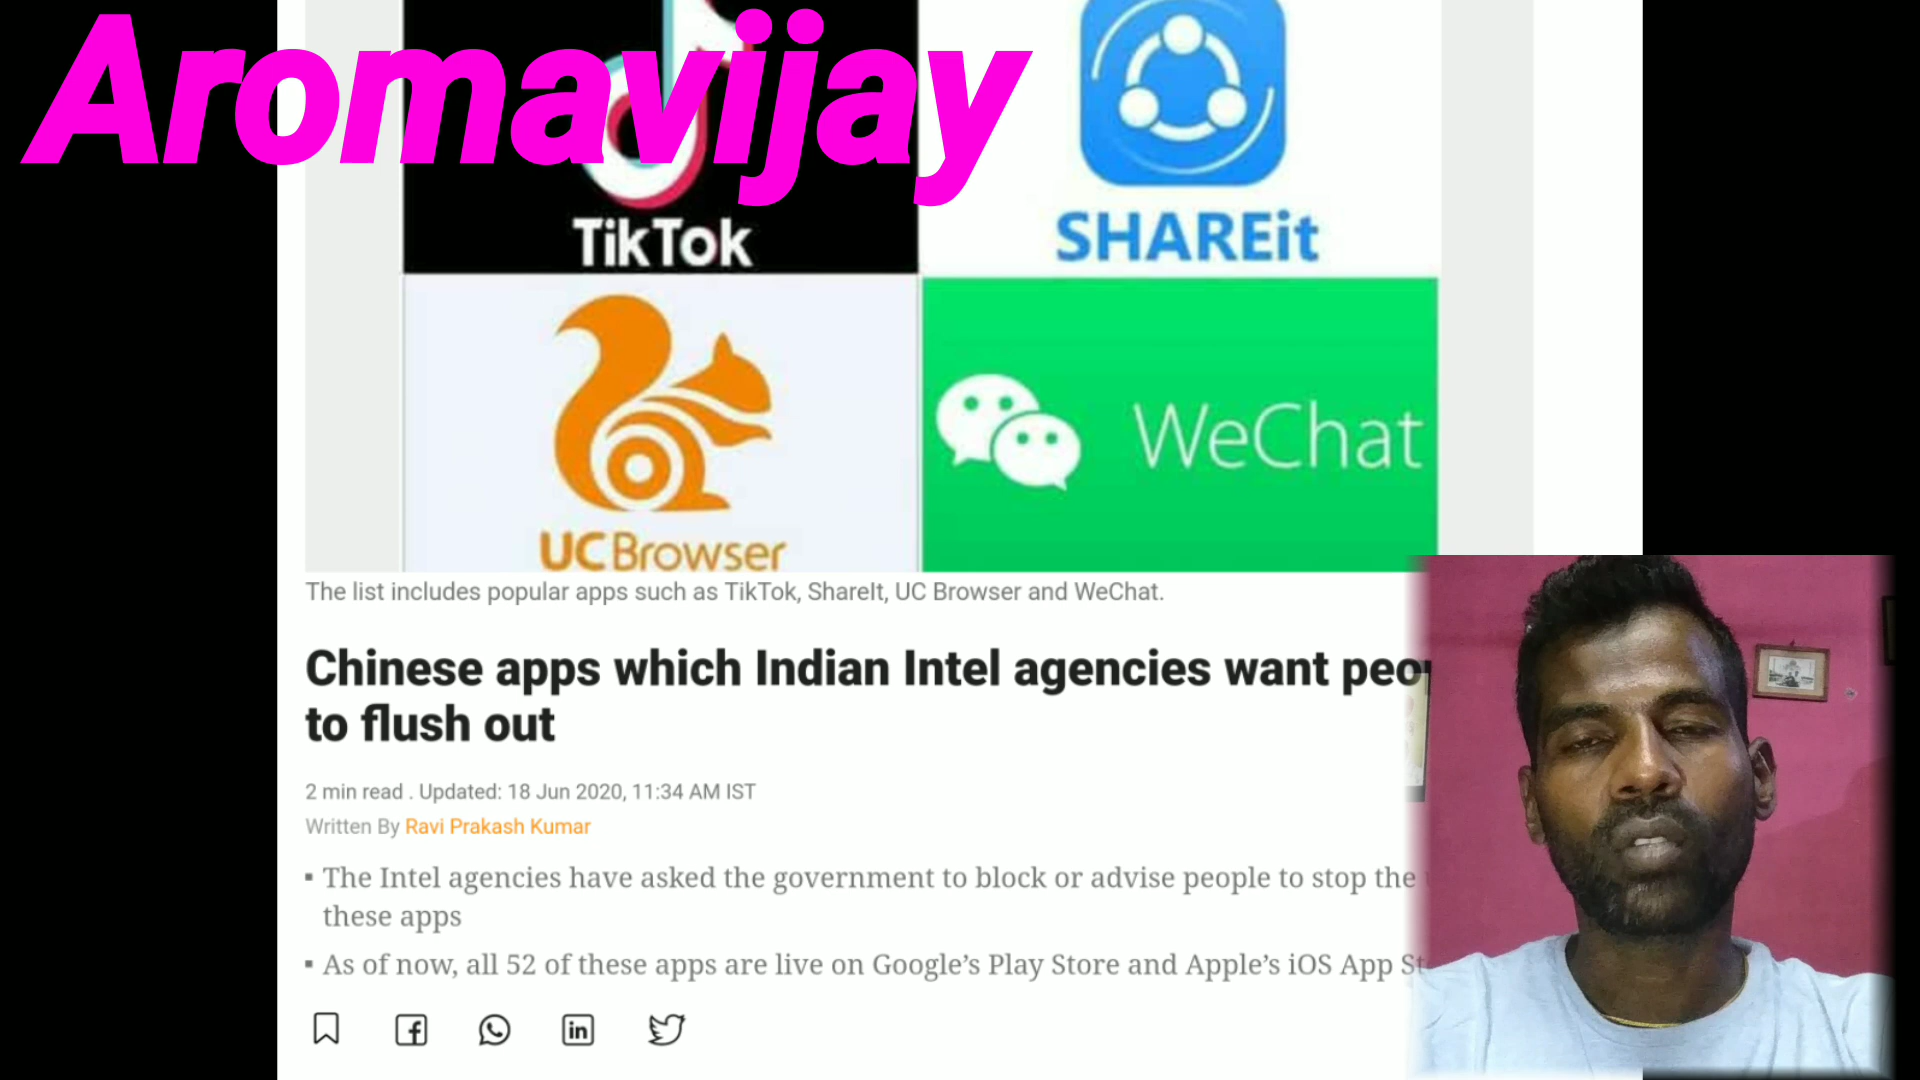 Aromavijay
TikTok
SHAREit
UC Browser
WeChat
The list includes popular apps such as TikTok, ShareIt, UC Browser and WeChat.
Chinese apps which Indian Intel agencies want
to flush out
2 min read . Updated: 18 Jun 2020, 11:34 AM IST
Written By Ravi Prakash Kumar
▪ The Intel agencies have asked the government to block or advise people to stop the
these apps
▪ As of now, all 52 of these apps are live on Google’s Play Store and Apple’s iOS App